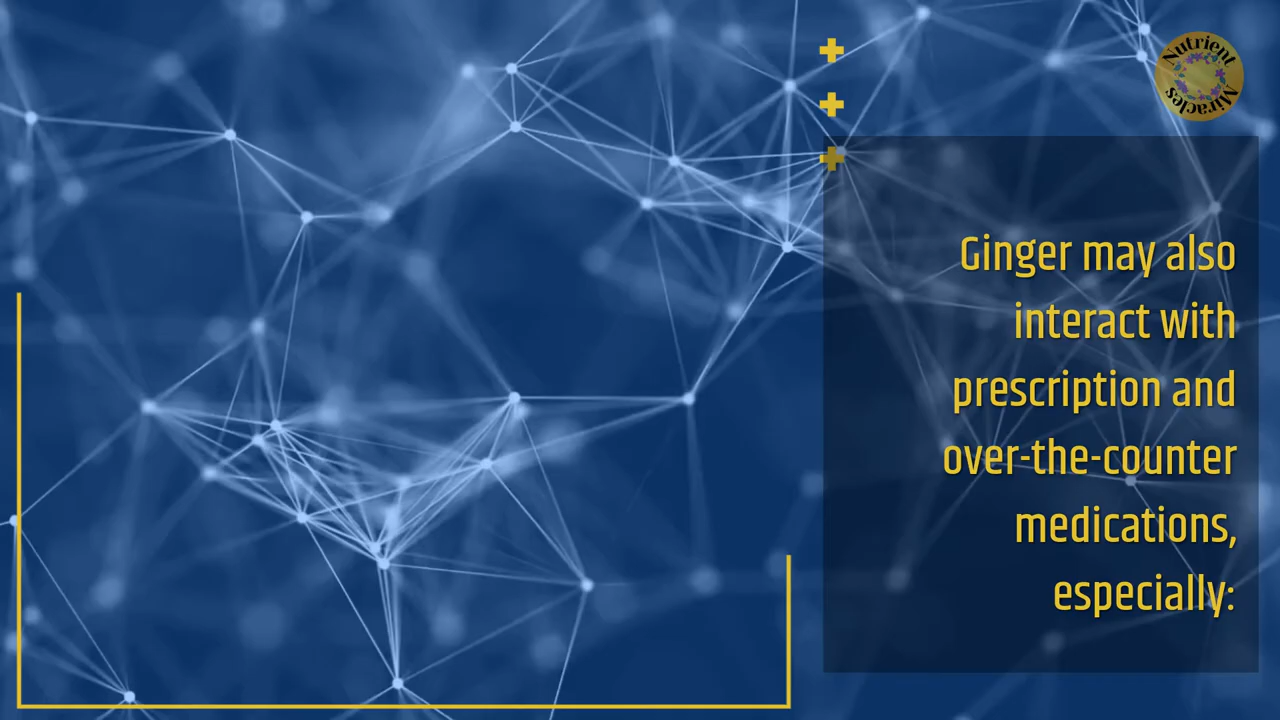 Nutrient
Miracles
Ginger may also
interact with
prescription and
over-the-counter
medications,
especially: